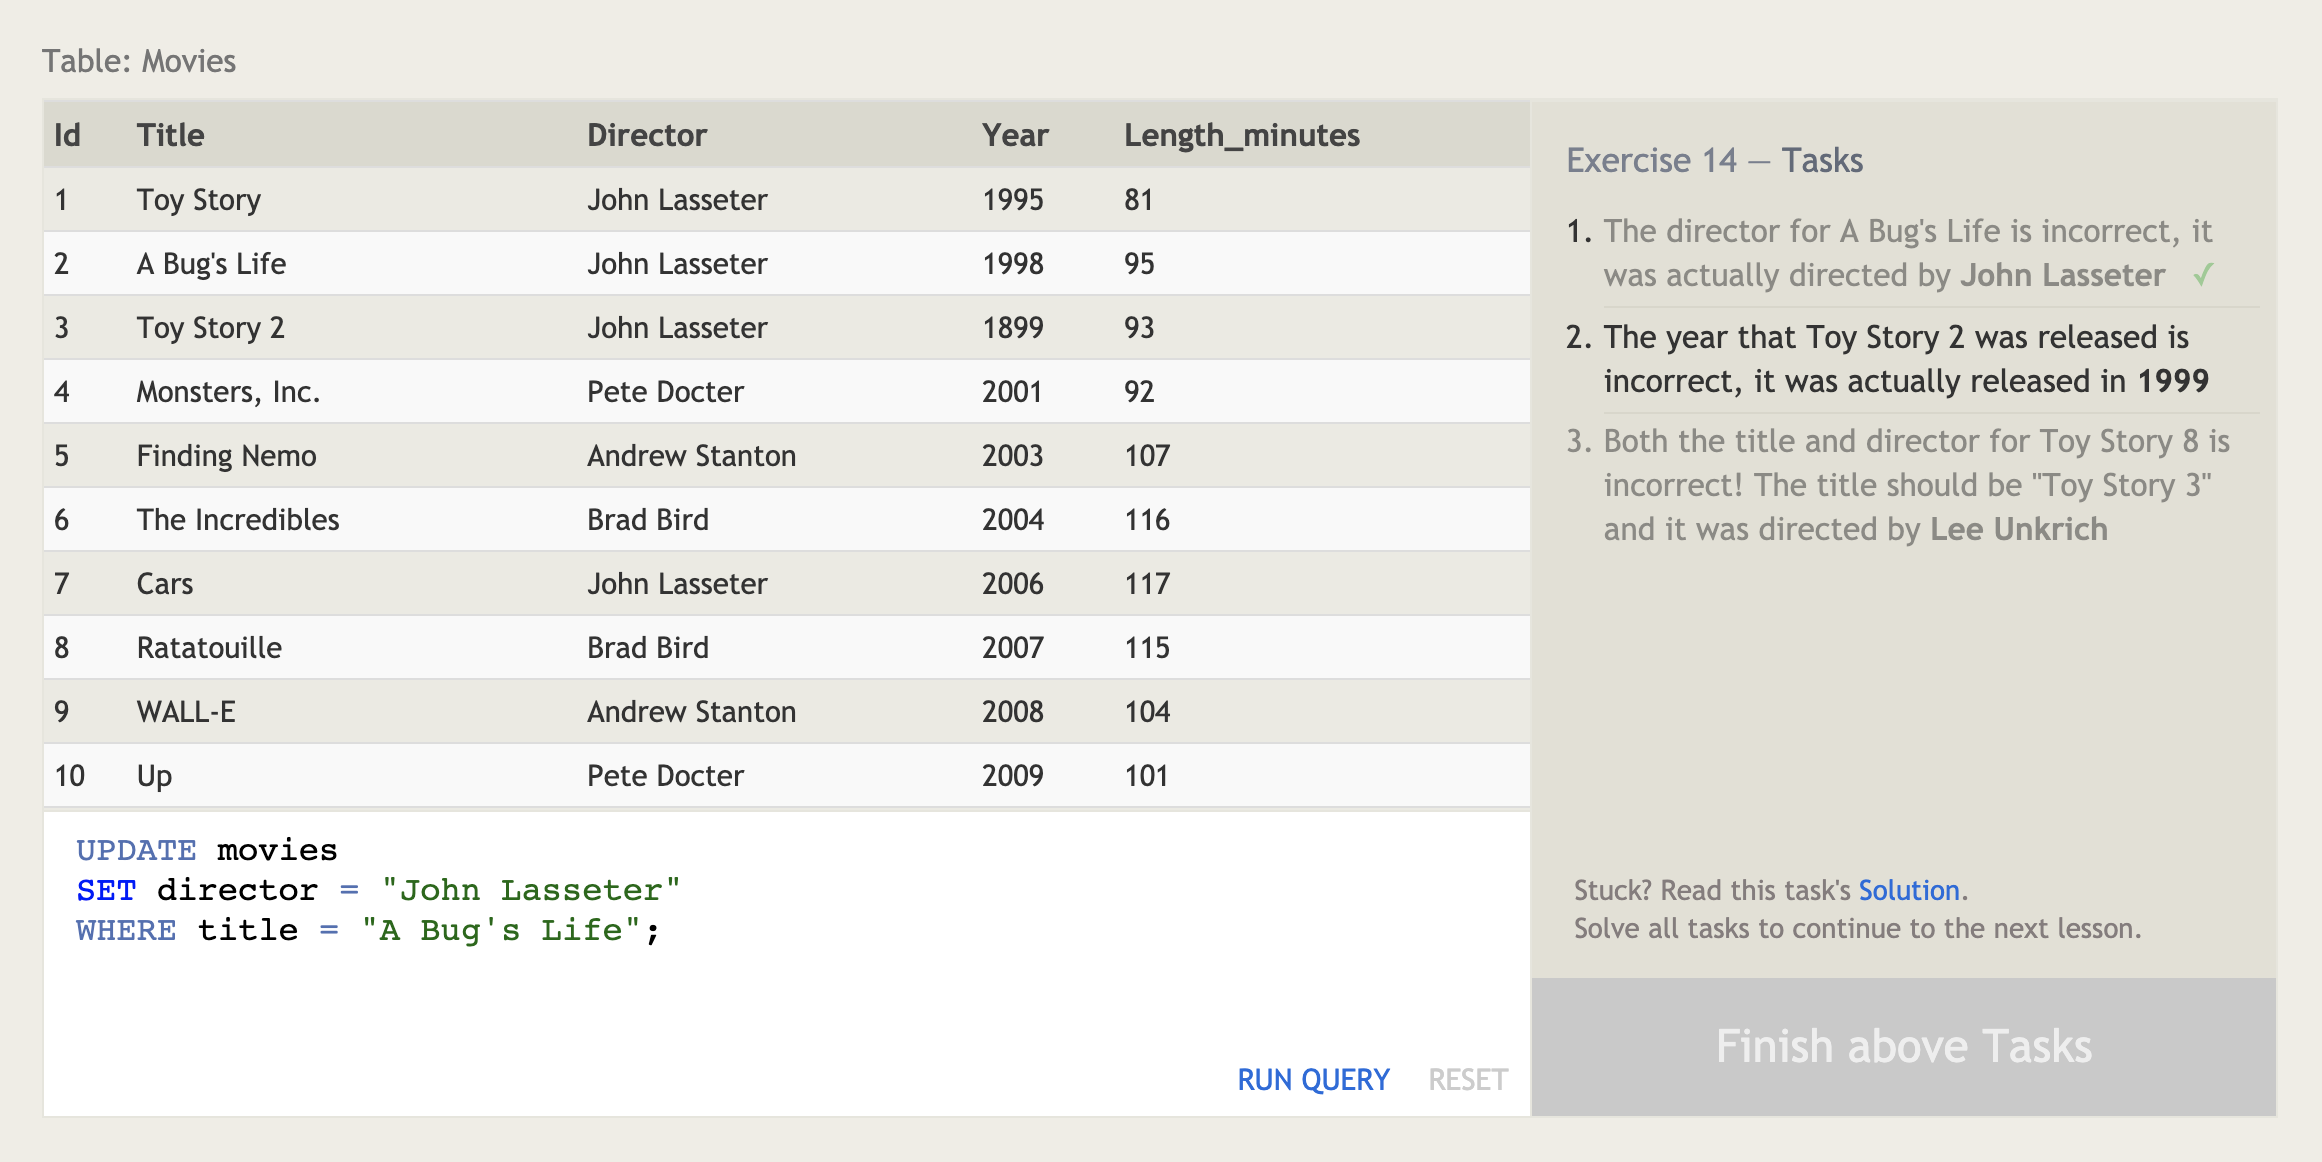 Table: Movies
Id Title Director Year Length_minutes
1 Toy Story John Lasseter 1995 81
2 A Bug's Life John Lasseter 1998 95
3 Toy Story 2 John Lasseter 1899 93
4 Monsters, Inc. Pete Docter 2001 92
5 Finding Nemo Andrew Stanton 2003 107
6 The Incredibles Brad Bird 2004 116
7 Cars John Lasseter 2006 117
8 Ratatouille Brad Bird 2007 115
9 WALL-E Andrew Stanton 2008 104
10 Up Pete Docter 2009 101
UPDATE movies
SET director = "John Lasseter"
WHERE title = "A Bug's Life";
RUN QUERY RESET
Exercise 14 — Tasks
1. The director for A Bug's Life is incorrect, it
was actually directed by John Lasseter ✓
2. The year that Toy Story 2 was released is
incorrect, it was actually released in 1999
3. Both the title and director for Toy Story 8 is
incorrect! The title should be "Toy Story 3"
and it was directed by Lee Unkrich
Stuck? Read this task's Solution.
Solve all tasks to continue to the next lesson.
Finish above Tasks